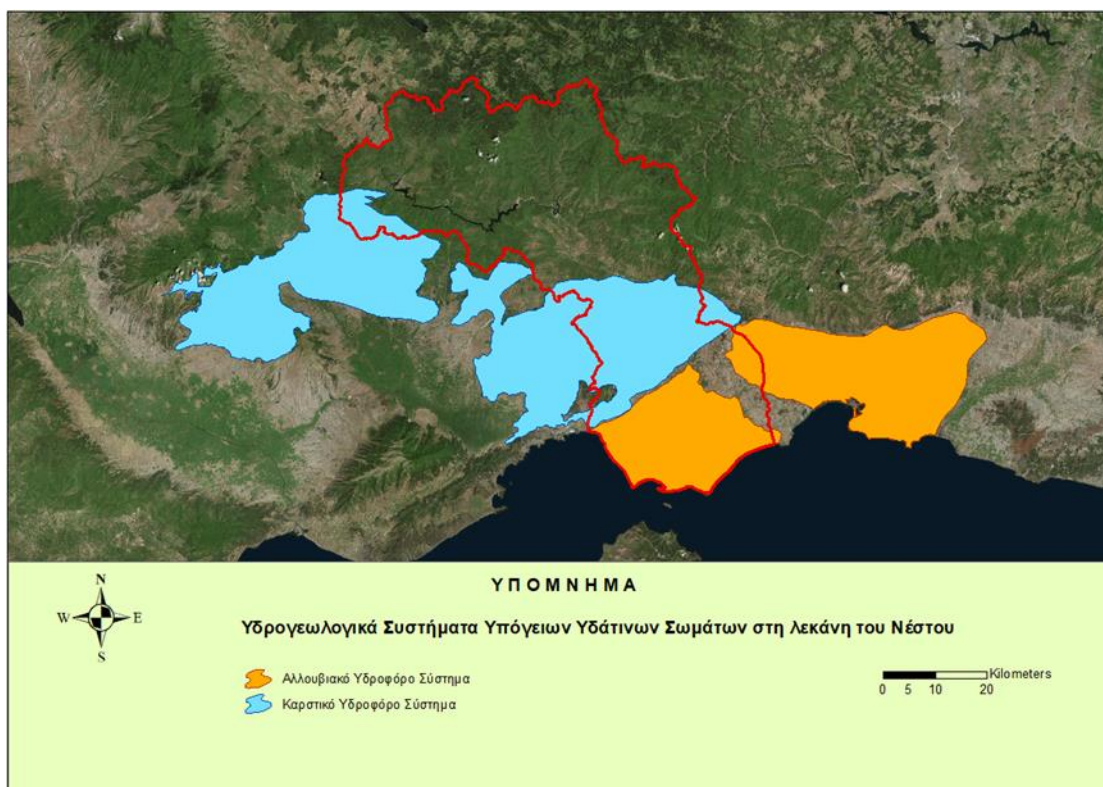 ΥΠΟΜΝΗΜΑ
Υδρογεωλογικά Συστήματα Υπόγειων Υδάτινων Σωμάτων στη λεκάνη του Νέστου
N
W E
S
Αλλουβιακό Υδροφόρο Σύστημα
Καρστικό Υδροφόρο Σύστημα
Kilometers
0 5 10 20